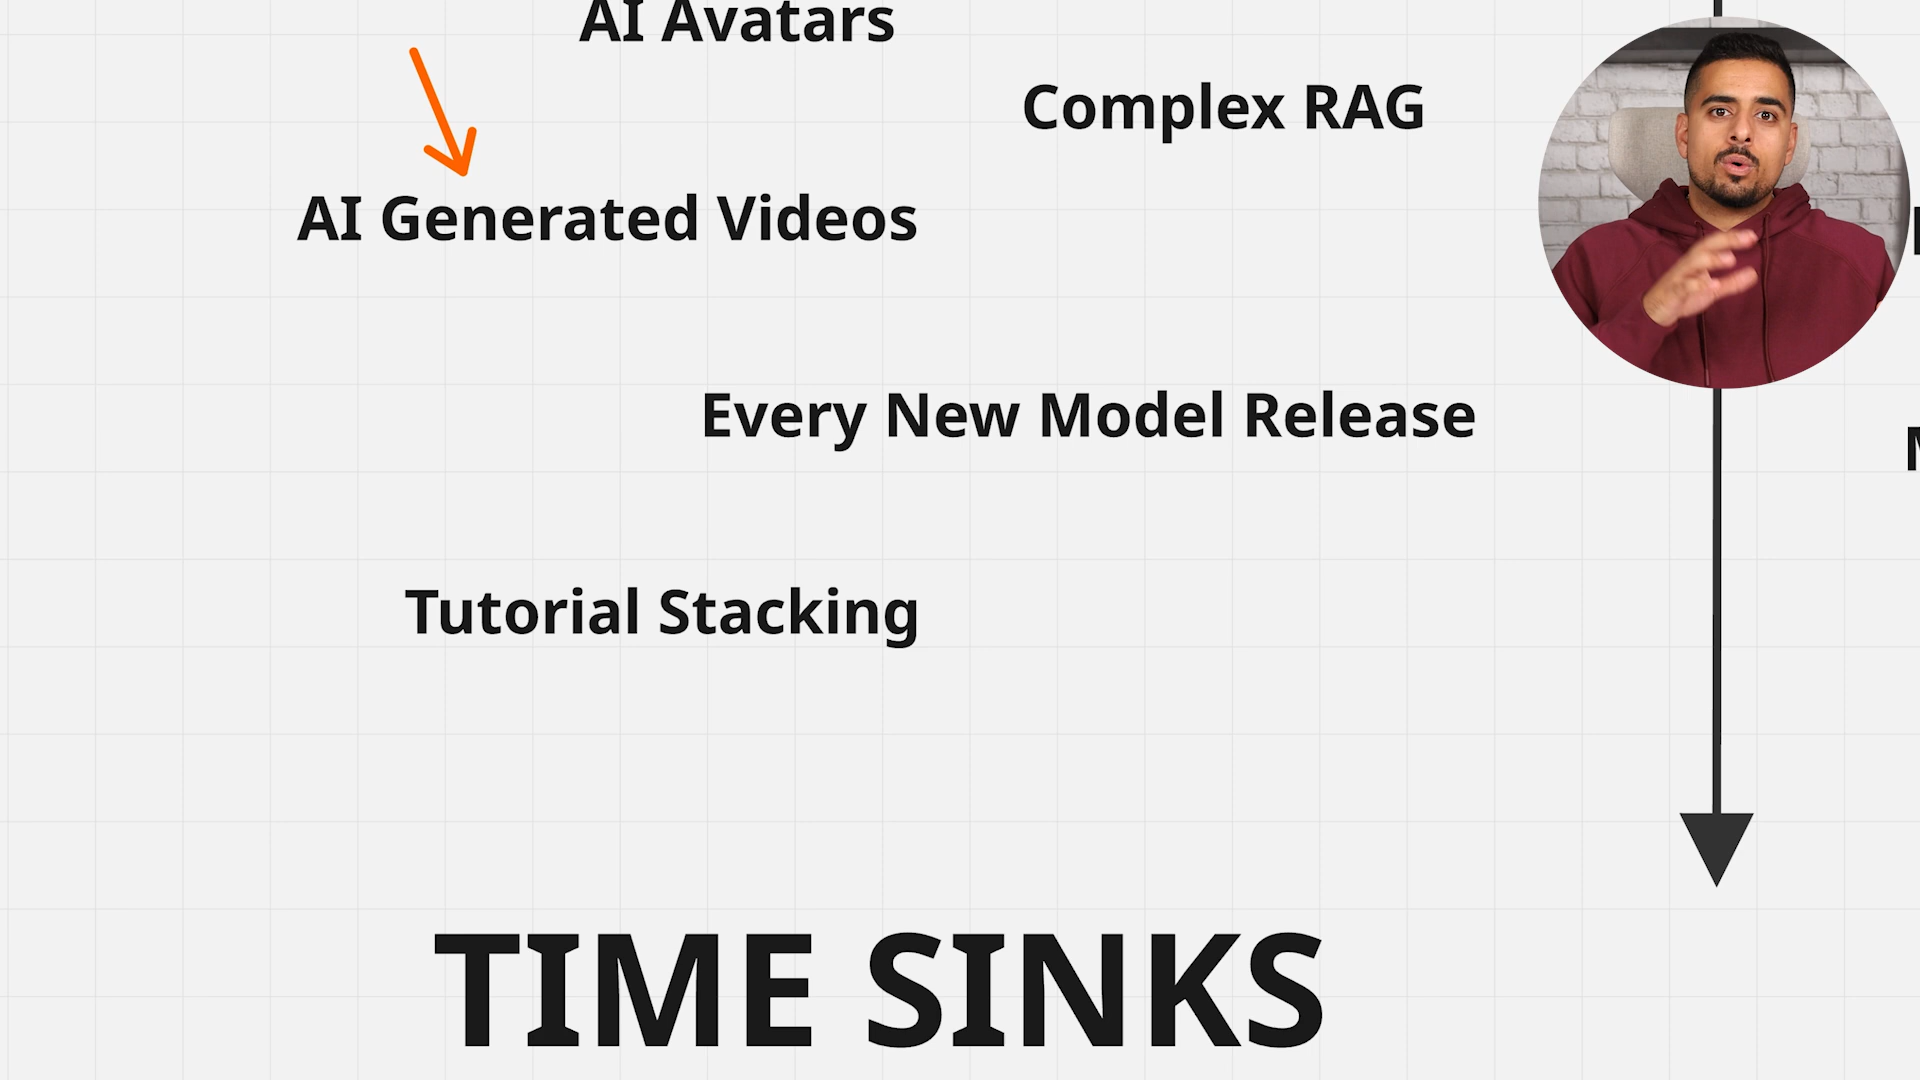 AI Avatars
Complex RAG
AI Generated Videos
Every New Model Release
Tutorial Stacking
TIME SINKS